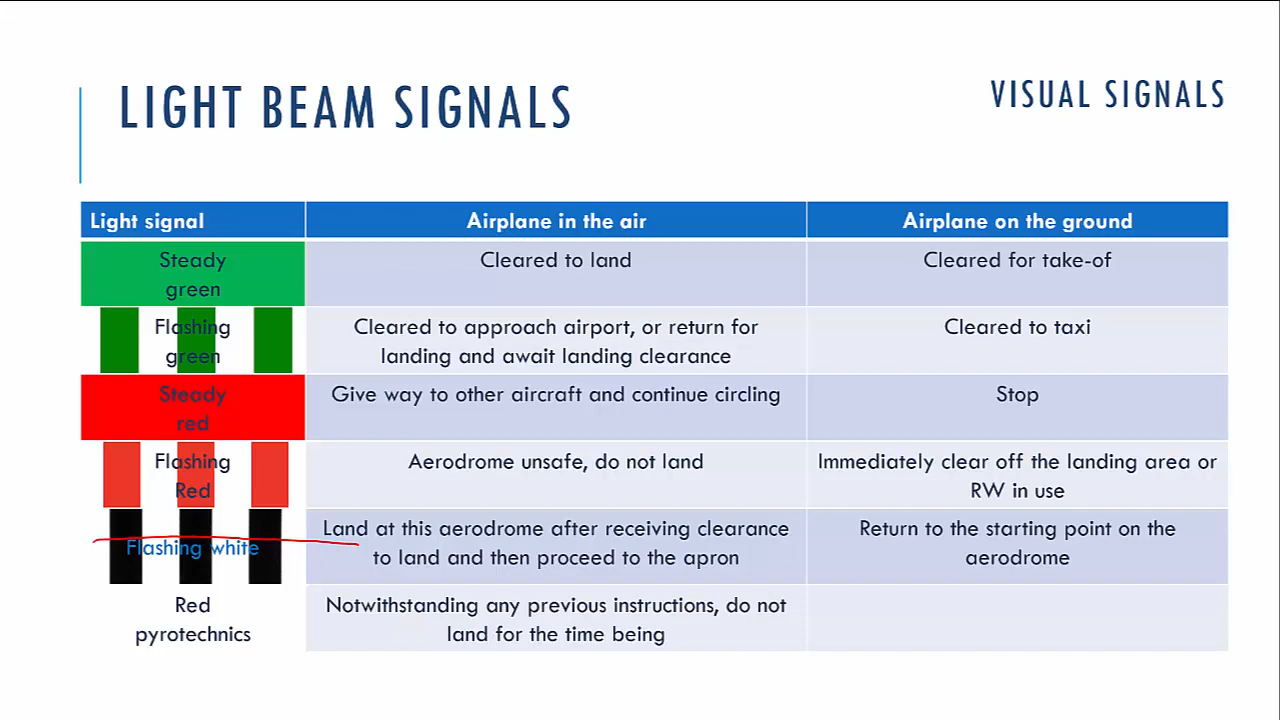 LIGHT BEAM SIGNALS
VISUAL SIGNALS
Light signal
Airplane in the air
Airplane on the ground
Steady
green
Cleared to land
Cleared for take-of
Flashing
green
Cleared to approach airport, or return for
landing and await landing clearance
Cleared to taxi
Steady
red
Give way to other aircraft and continue circling
Stop
Flashing
Red
Aerodrome unsafe, do not land
Immediately clear off the landing area or
RW in use
Flashing white
Land at this aerodrome after receiving clearance
to land and then proceed to the apron
Return to the starting point on the
aerodrome
Red
pyrotechnics
Notwithstanding any previous instructions, do not
land for the time being